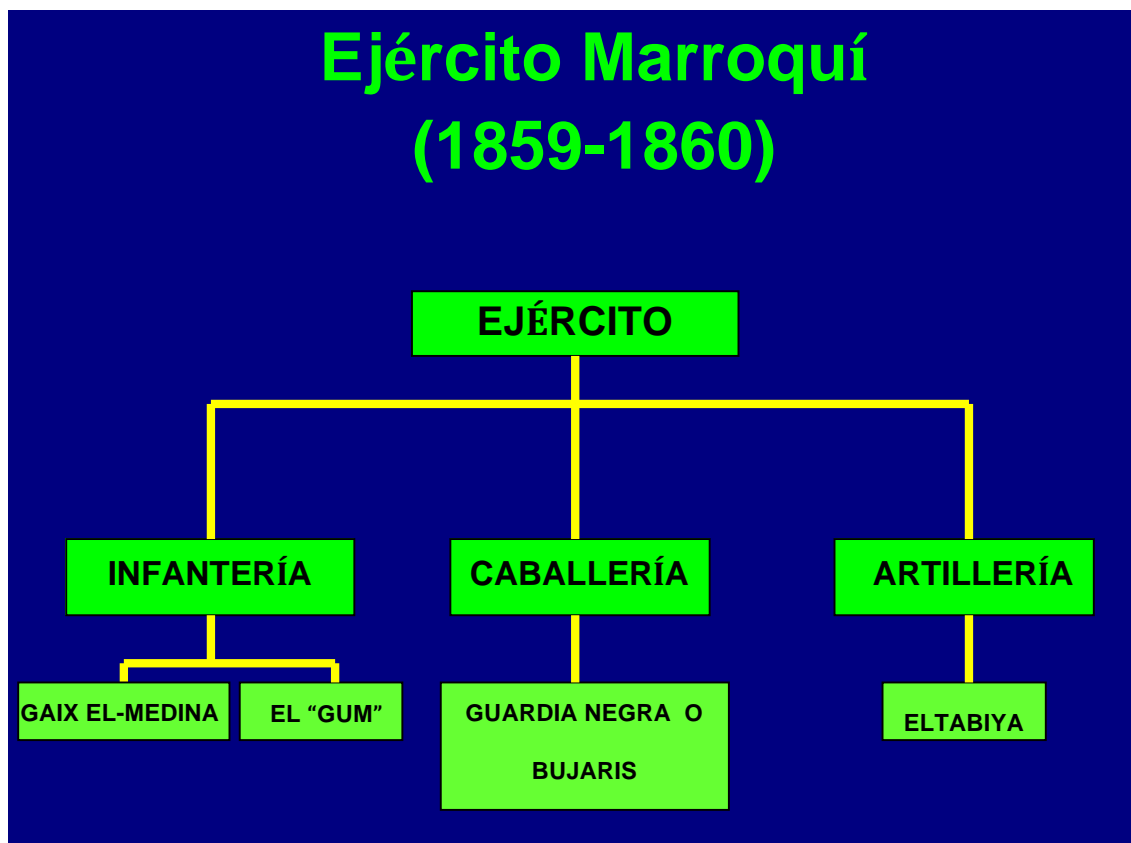 Ejército Marroquí
(1859-1860)
EJÉRCITO
INFANTERÍA
CABALLERÍA
ARTILLERÍA
GAIX EL-MEDINA
EL “GUM”
GUARDIA NEGRA O
BUJARIS
ELTABIYA